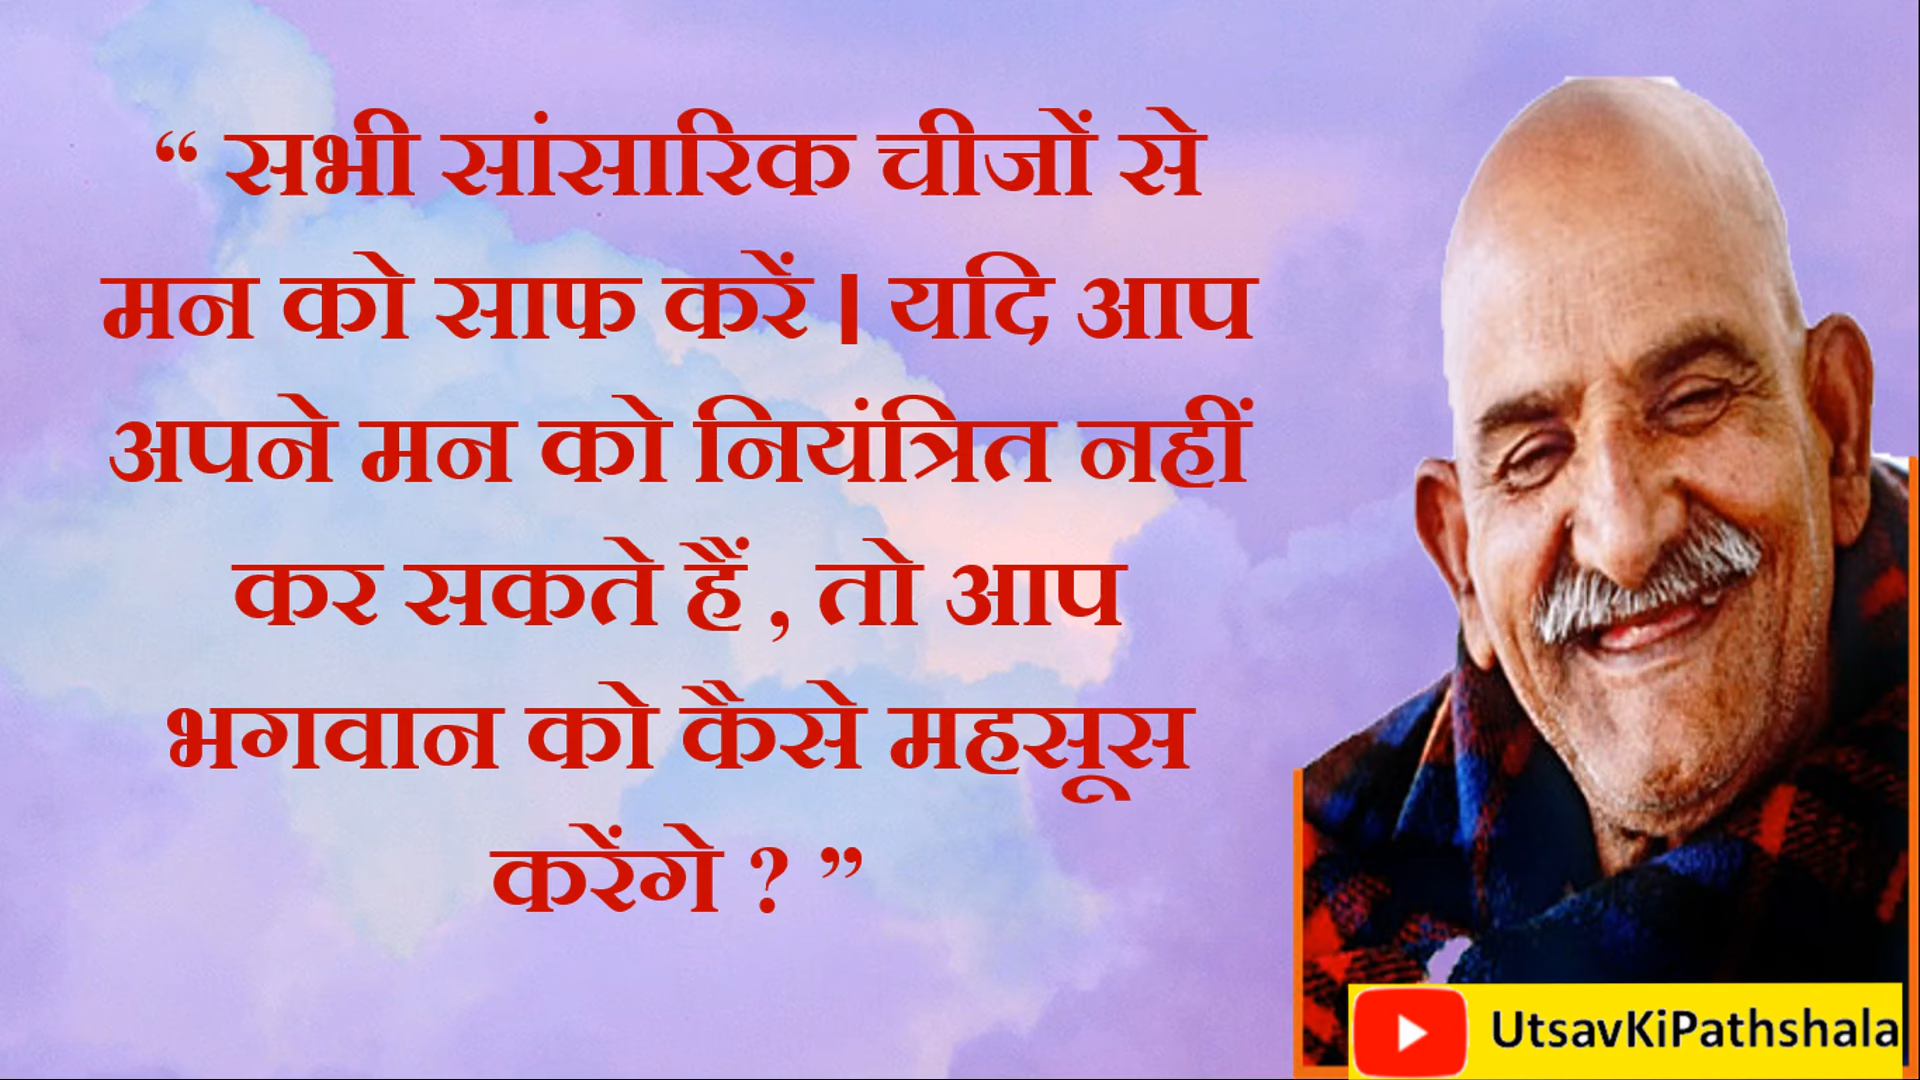 “ सभी सांसारिक चीजों से
मन को साफ करें । यदि आप
अपने मन को नियंत्रित नहीं
कर सकते हैं , तो आप
भगवान को कैसे महसूस
करेंगे ? ”
UtsavKiPathshala